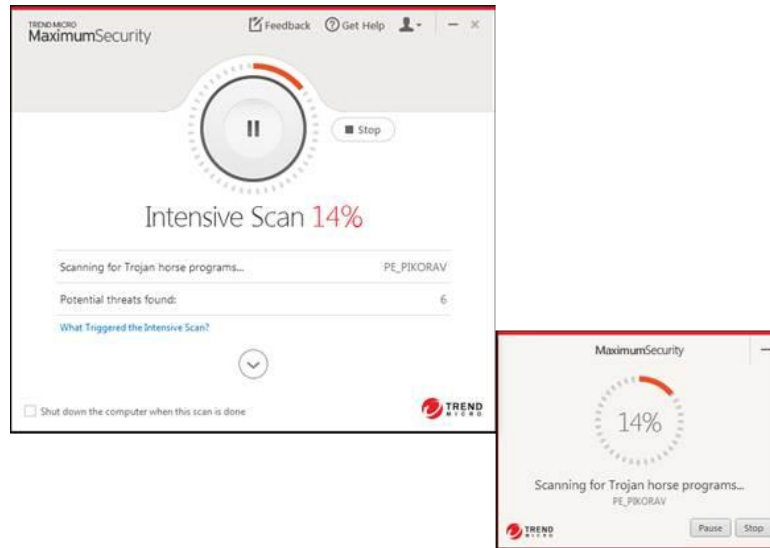 TREND MICRO
MaximumSecurity
Feedback
Get Help
Stop
Intensive Scan 14%
Scanning for Trojan horse programs... PE_PIKORAV
Potential threats found: 6
What Triggered the Intensive Scan?
Shut down the computer when this scan is done
TREND
MICRO
MaximumSecurity
14%
Scanning for Trojan horse programs...
PE_PIKORAV
TREND
MICRO
Pause Stop